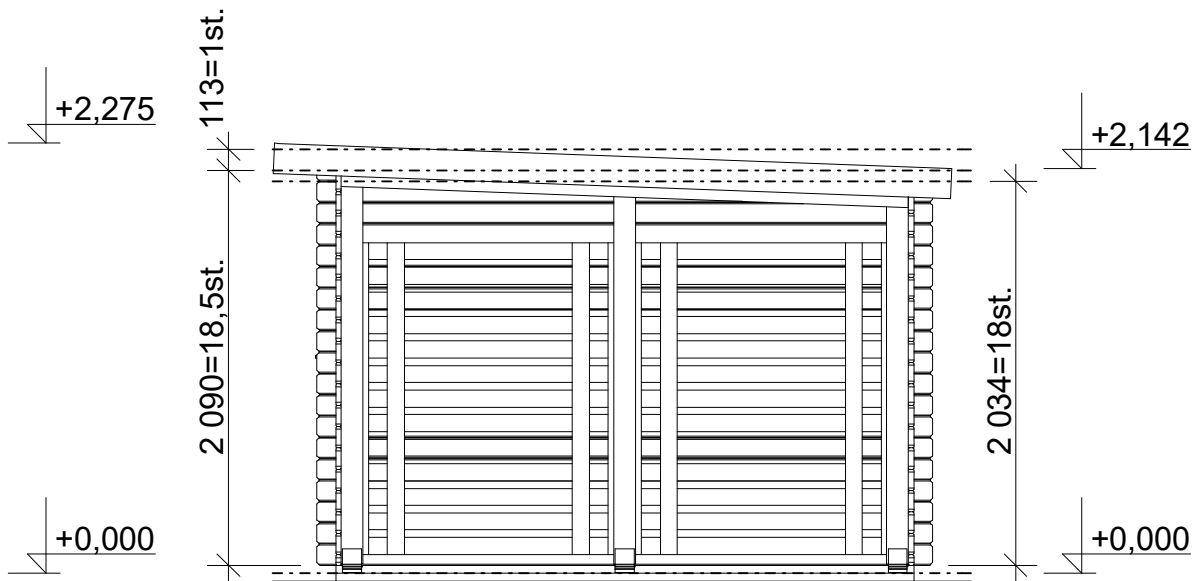 113=1st.
+2,275
+2,142
2 090=18,5st.
2 034=18st.
+0,000
+0,000